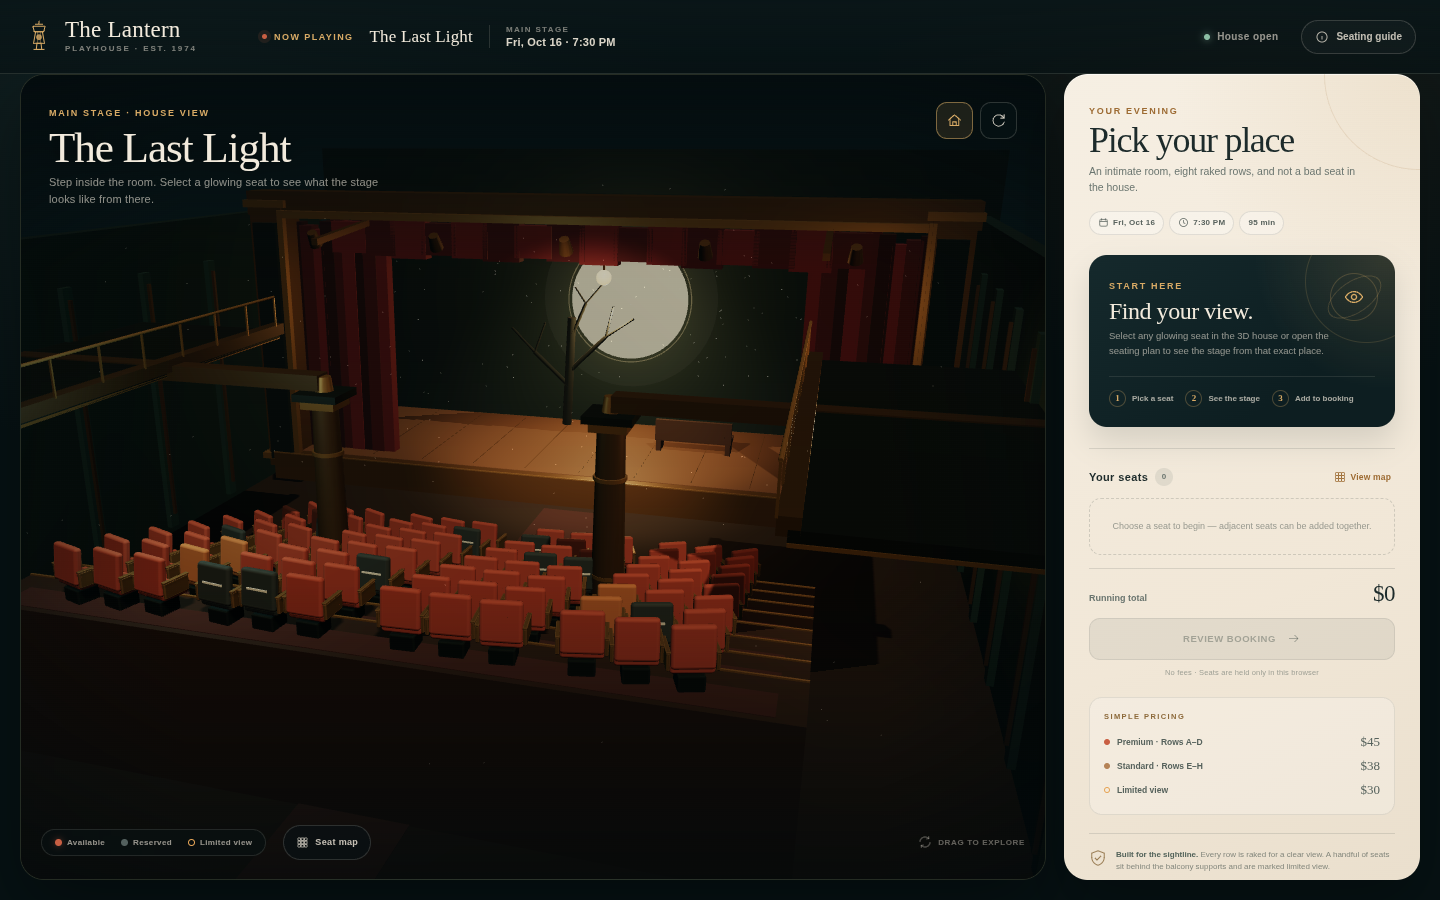 The Lantern
PLAYHOUSE · EST. 1974
NOW PLAYING
The Last Light
MAIN STAGE
Fri, Oct 16 · 7:30 PM
House open
Seating guide
MAIN STAGE · HOUSE VIEW
The Last Light
Step inside the room. Select a glowing seat to see what the stage
looks like from there.
Available
Reserved
Limited view
Seat map
DRAG TO EXPLORE
YOUR EVENING
Pick your place
An intimate room, eight raked rows, and not a bad seat in
the house.
Fri, Oct 16
7:30 PM
95 min
START HERE
Find your view.
Select any glowing seat in the 3D house or open the
seating plan to see the stage from that exact place.
1 Pick a seat
2 See the stage
3 Add to booking
Your seats 0
View map
Choose a seat to begin — adjacent seats can be added together.
Running total
$0
REVIEW BOOKING
No fees · Seats are held only in this browser
SIMPLE PRICING
Premium · Rows A–D
$45
Standard · Rows E–H
$38
Limited view
$30
Built for the sightline. Every row is raked for a clear view. A handful of seats
sit behind the balcony supports and are marked limited view.